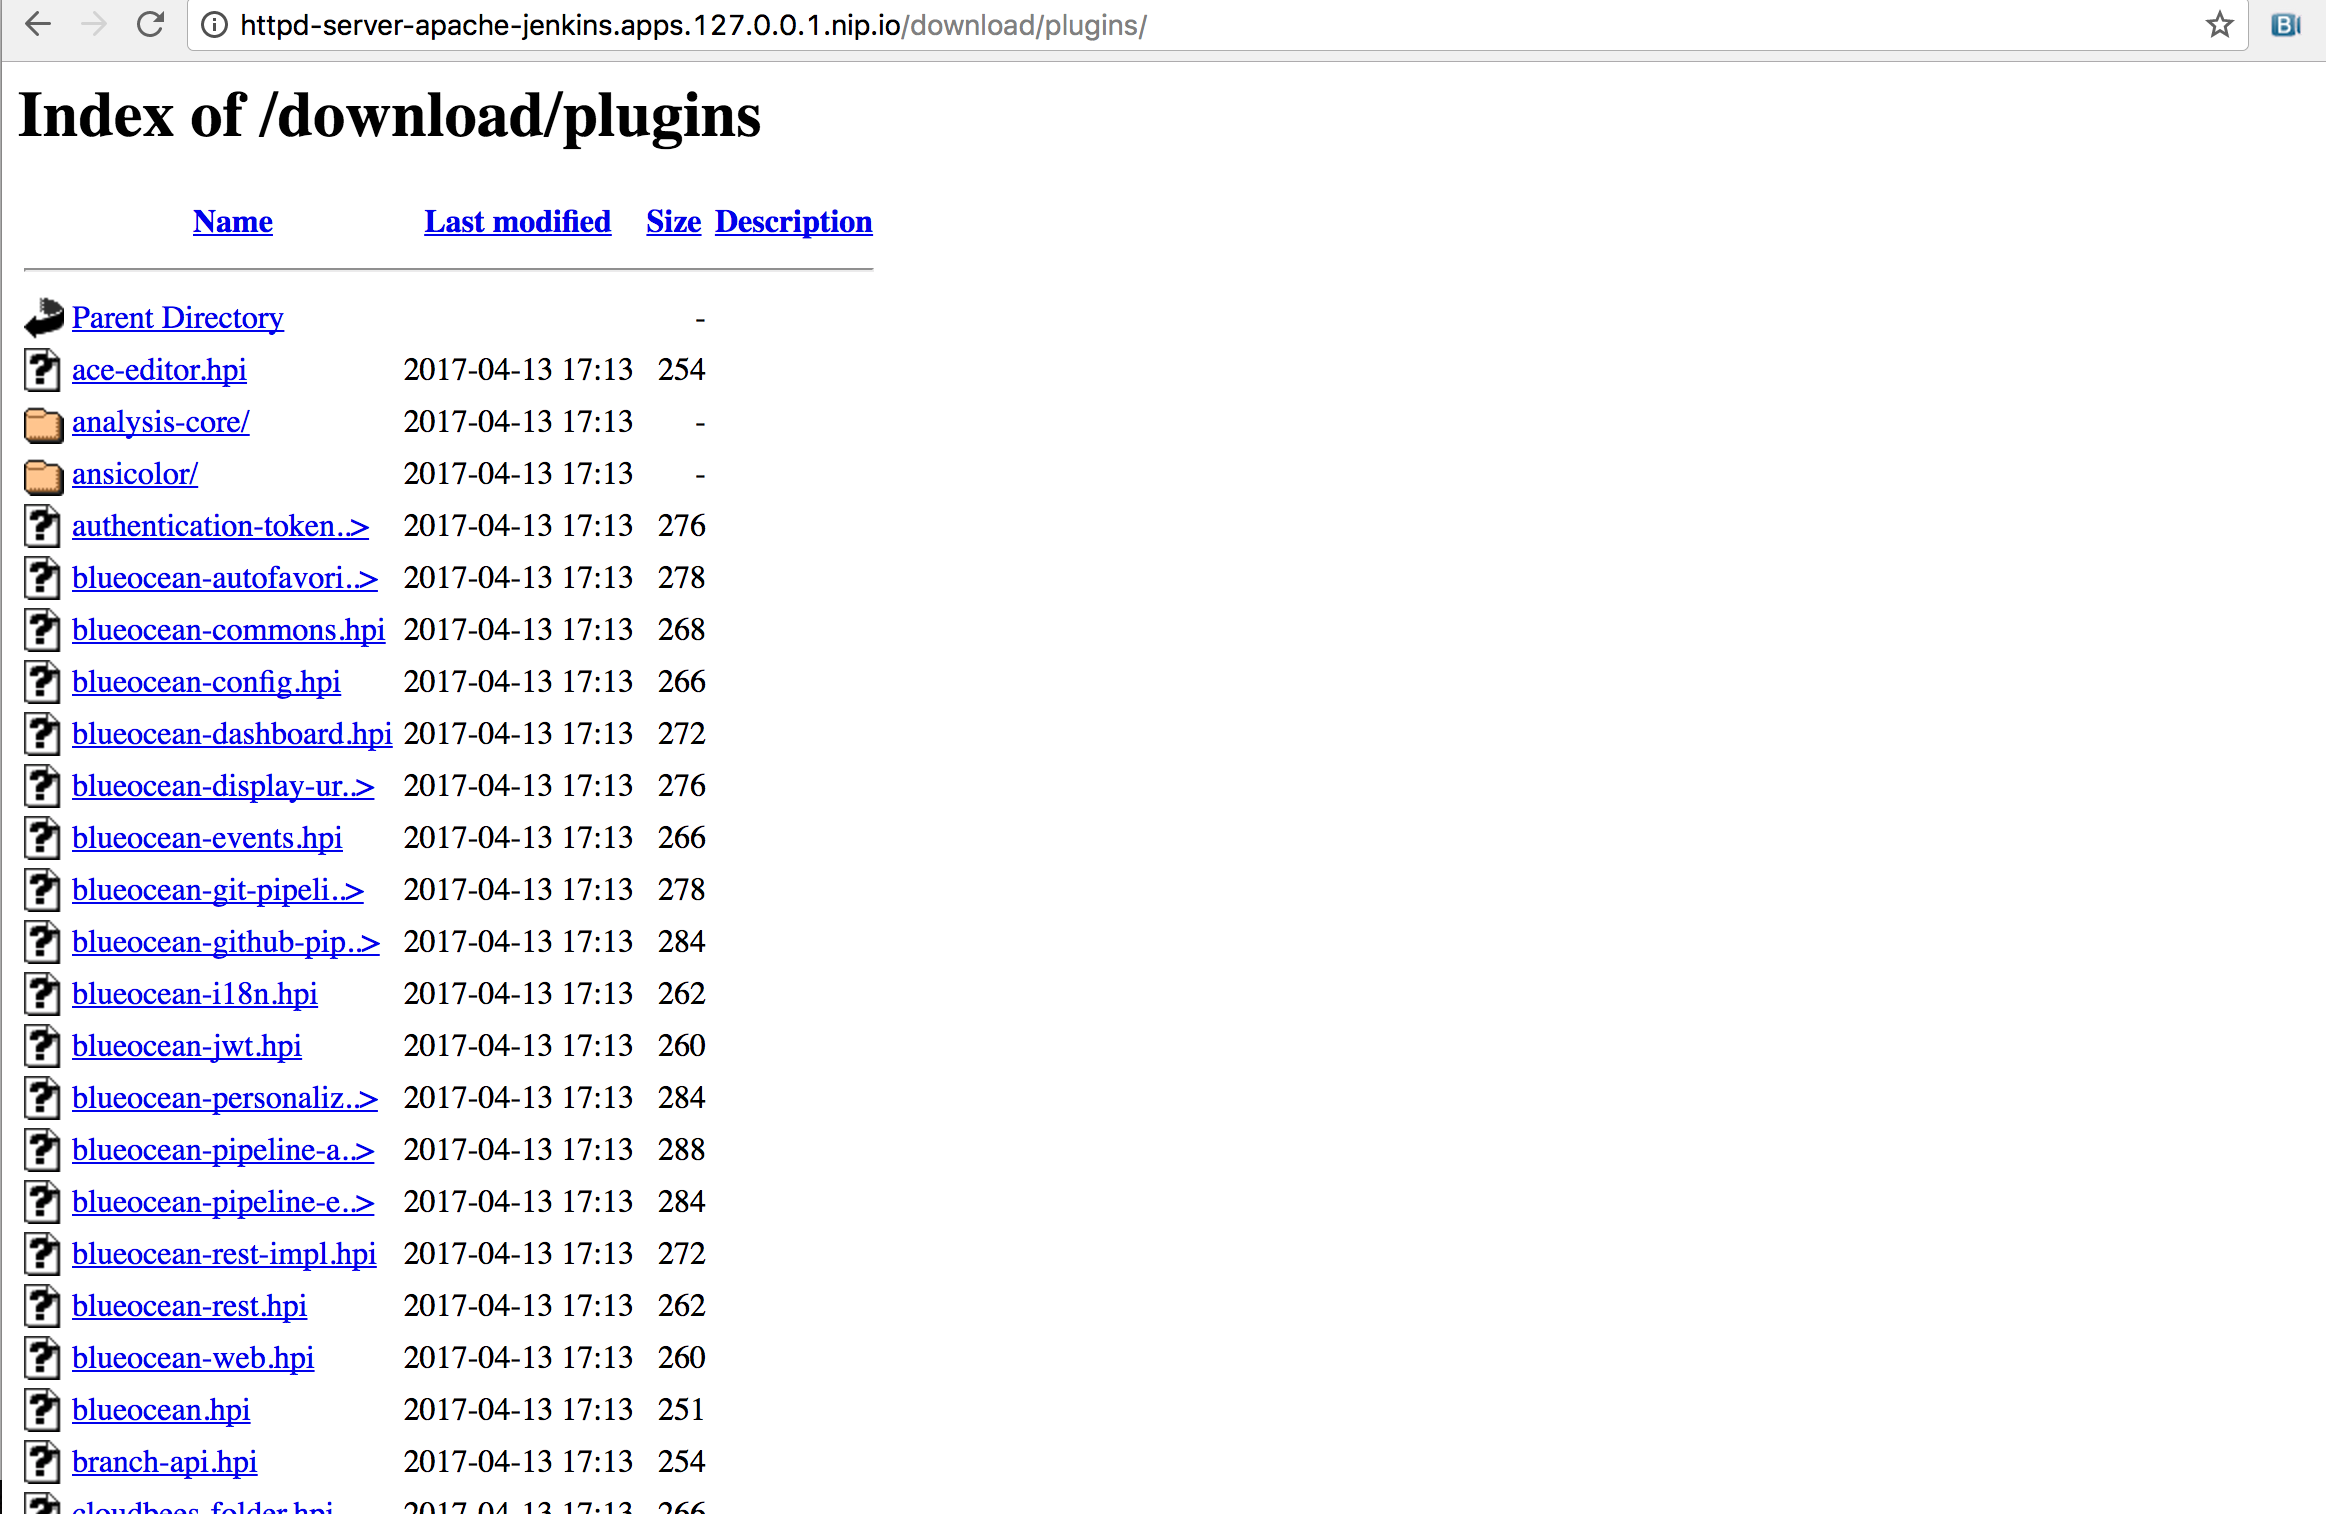 httpd-server-apache-jenkins.apps.127.0.0.1.nip.io/download/plugins/
Index of /download/plugins
Name Last modified Size Description
Parent Directory -
ace-editor.hpi 2017-04-13 17:13 254
analysis-core/ 2017-04-13 17:13 -
ansicolor/ 2017-04-13 17:13 -
authentication-token..> 2017-04-13 17:13 276
blueocean-autofavori..> 2017-04-13 17:13 278
blueocean-commons.hpi 2017-04-13 17:13 268
blueocean-config.hpi 2017-04-13 17:13 266
blueocean-dashboard.hpi 2017-04-13 17:13 272
blueocean-display-ur..> 2017-04-13 17:13 276
blueocean-events.hpi 2017-04-13 17:13 266
blueocean-git-pipeli..> 2017-04-13 17:13 278
blueocean-github-pip..> 2017-04-13 17:13 284
blueocean-i18n.hpi 2017-04-13 17:13 262
blueocean-jwt.hpi 2017-04-13 17:13 260
blueocean-personaliz..> 2017-04-13 17:13 284
blueocean-pipeline-a..> 2017-04-13 17:13 288
blueocean-pipeline-e..> 2017-04-13 17:13 284
blueocean-rest-impl.hpi 2017-04-13 17:13 272
blueocean-rest.hpi 2017-04-13 17:13 262
blueocean-web.hpi 2017-04-13 17:13 260
blueocean.hpi 2017-04-13 17:13 251
branch-api.hpi 2017-04-13 17:13 254
cloudbees-folder.hpi 2017-04-13 17:13 266